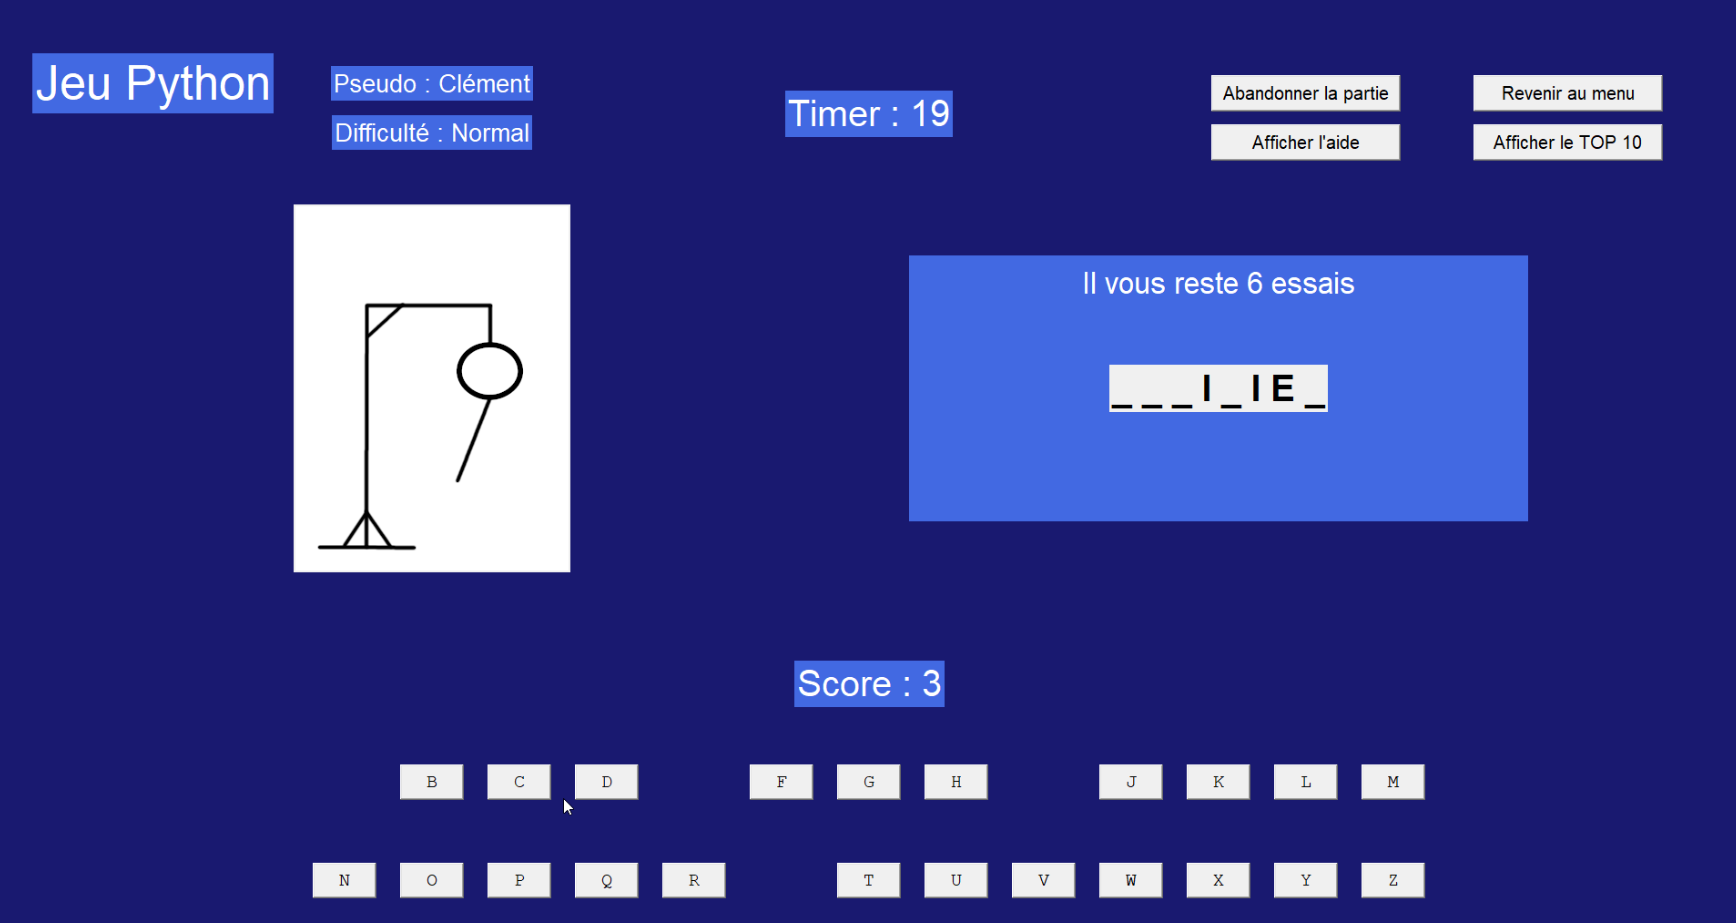 Jeu Python
Pseudo : Clément
Difficulté : Normal
Timer : 19
Abandonner la partie
Revenir au menu
Afficher l'aide
Afficher le TOP 10
Il vous reste 6 essais
_ _ _ I _ I E _
Score : 3
B C D F G H J K L M
N O P Q R T U V W X Y Z